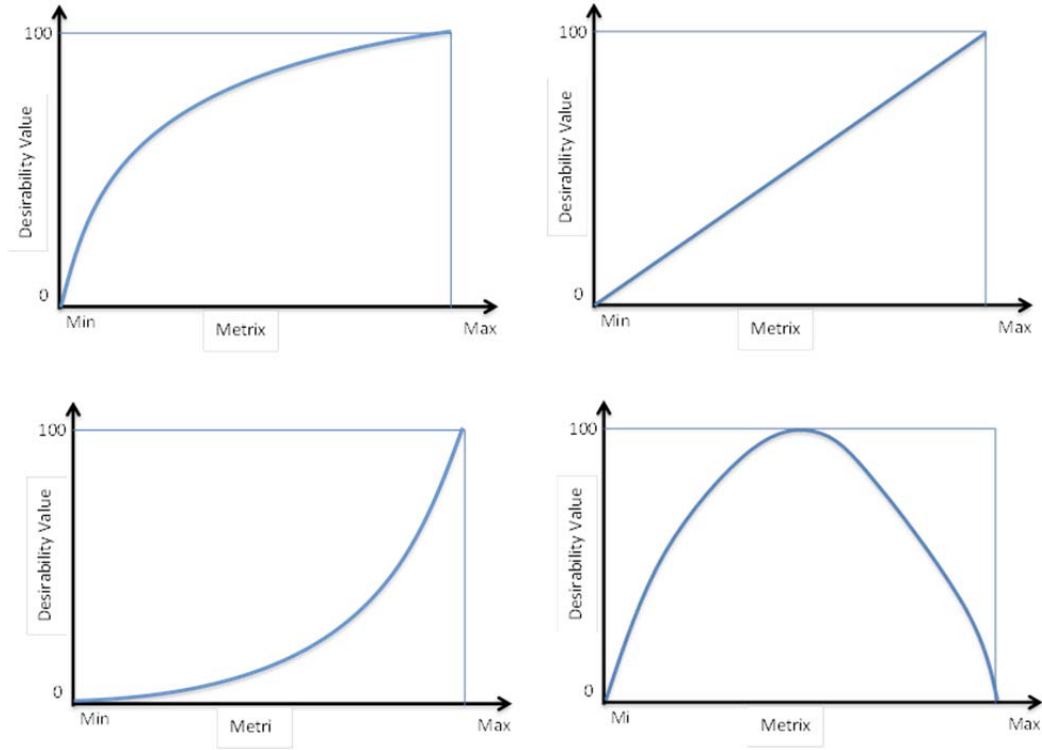 100
Desirability Value
0
Min
Metrix
Max
100
Desirability Value
0
Min
Metrix
Max
100
Desirability Value
0
Min
Metri
Max
100
Desirability Value
0
Mi
Metrix
Max